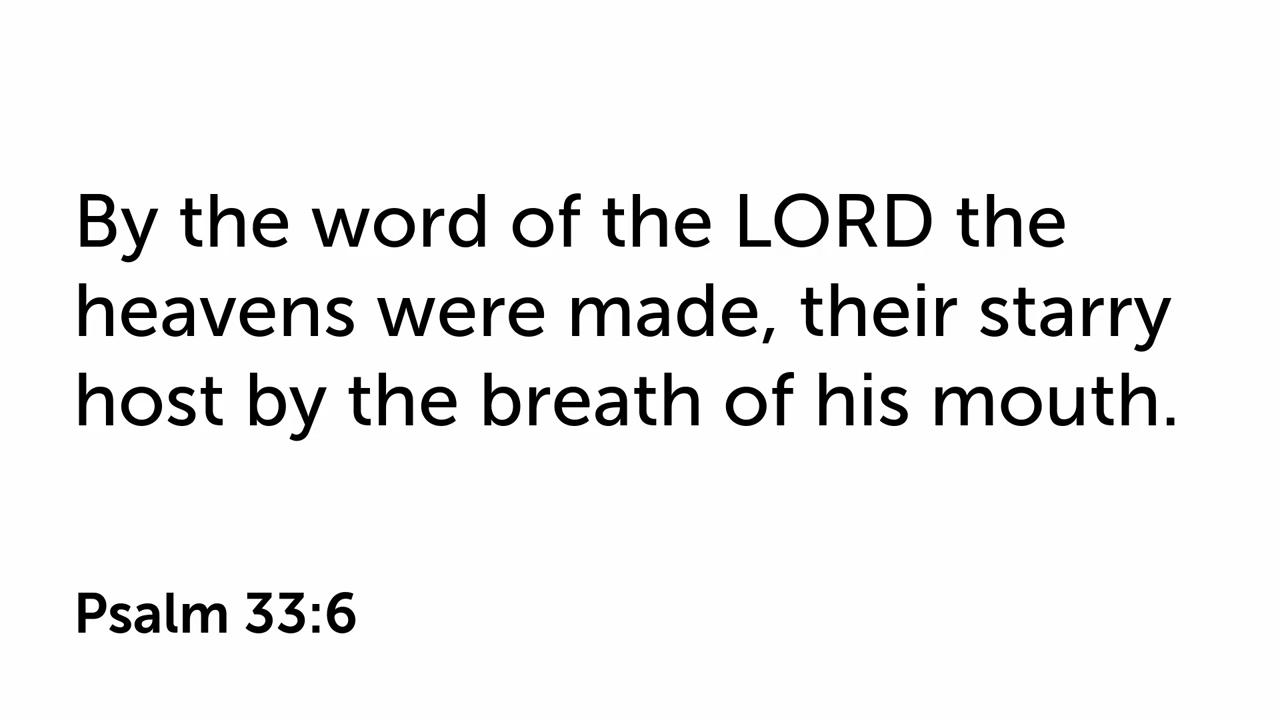 By the word of the LORD the
heavens were made, their starry
host by the breath of his mouth.
Psalm 33:6